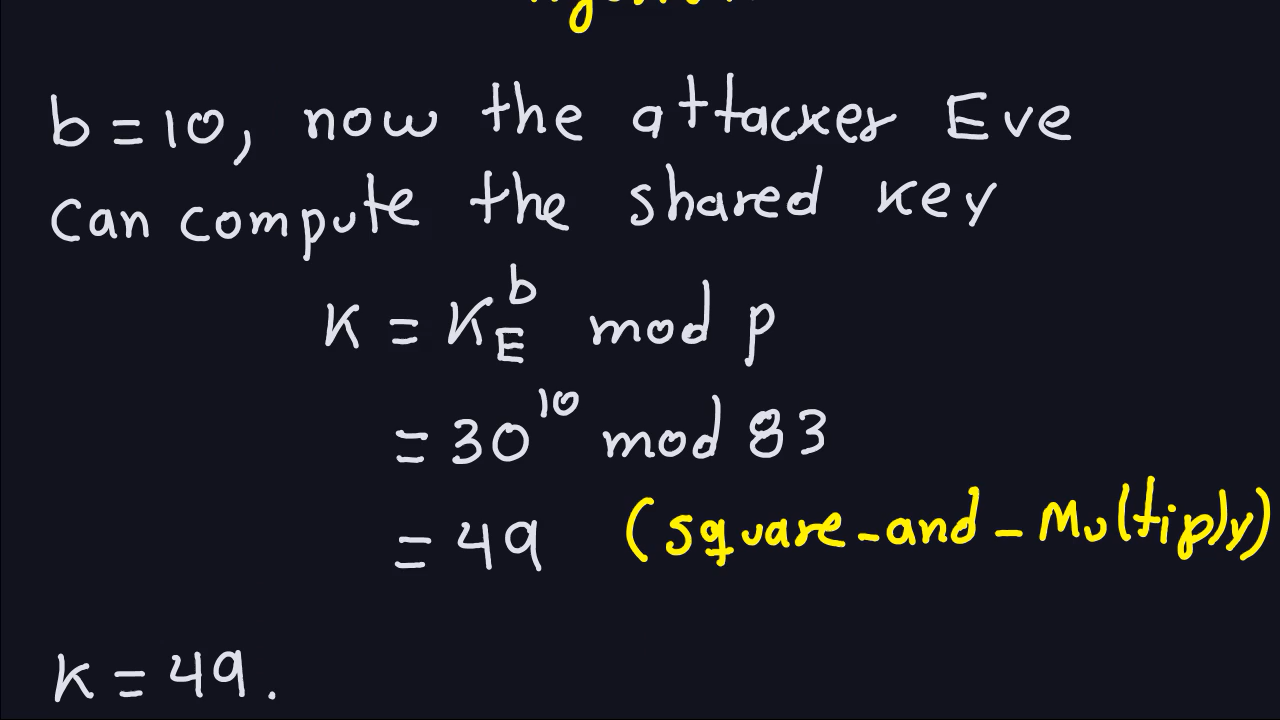 b = 10, now the attacker Eve
can compute the shared key
K = K_E^b mod p
= 30^10 mod 83
= 49 (square-and-Multiply)
K = 49.